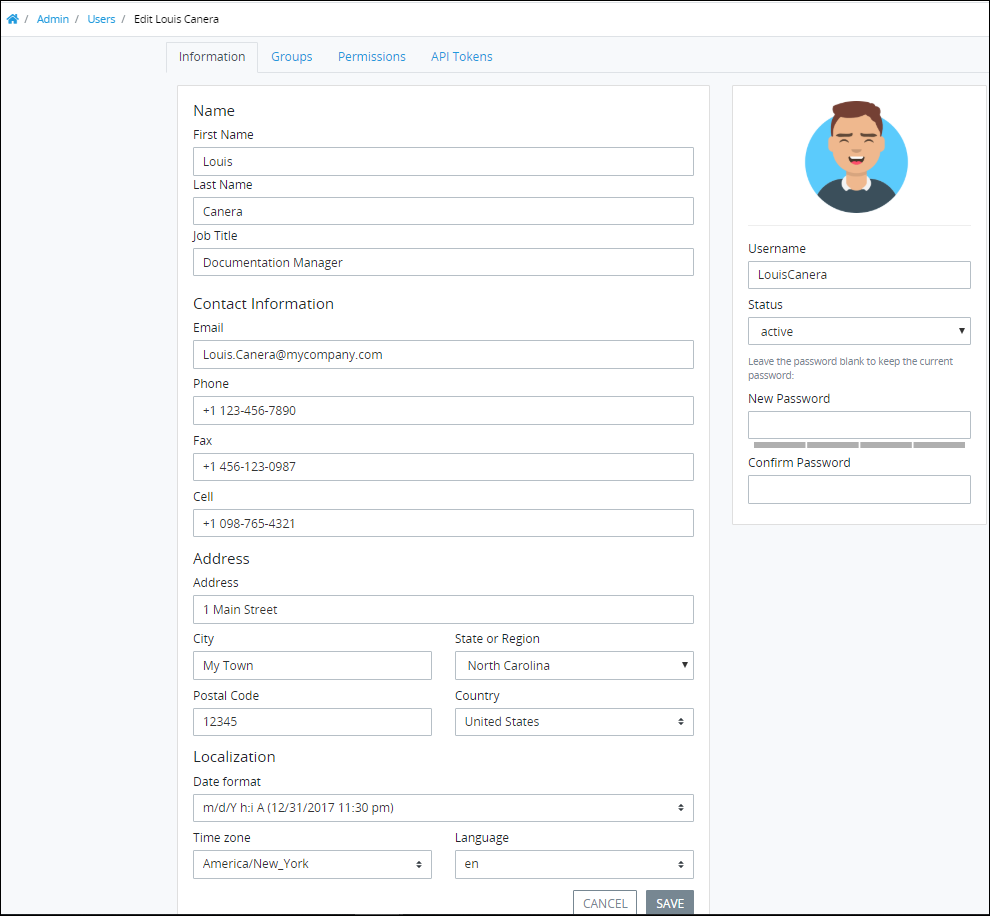 / Admin / Users / Edit Louis Canera
Information Groups Permissions API Tokens
Name
First Name
Louis
Last Name
Canera
Job Title
Documentation Manager
Contact Information
Email
Louis.Canera@mycompany.com
Phone
+1 123-456-7890
Fax
+1 456-123-0987
Cell
+1 098-765-4321
Address
Address
1 Main Street
City
My Town
State or Region
North Carolina
Postal Code
12345
Country
United States
Localization
Date format
m/d/Y h:i A (12/31/2017 11:30 pm)
Time zone
America/New_York
Language
en
CANCEL
SAVE
Username
LouisCanera
Status
active
Leave the password blank to keep the current
password:
New Password
Confirm Password